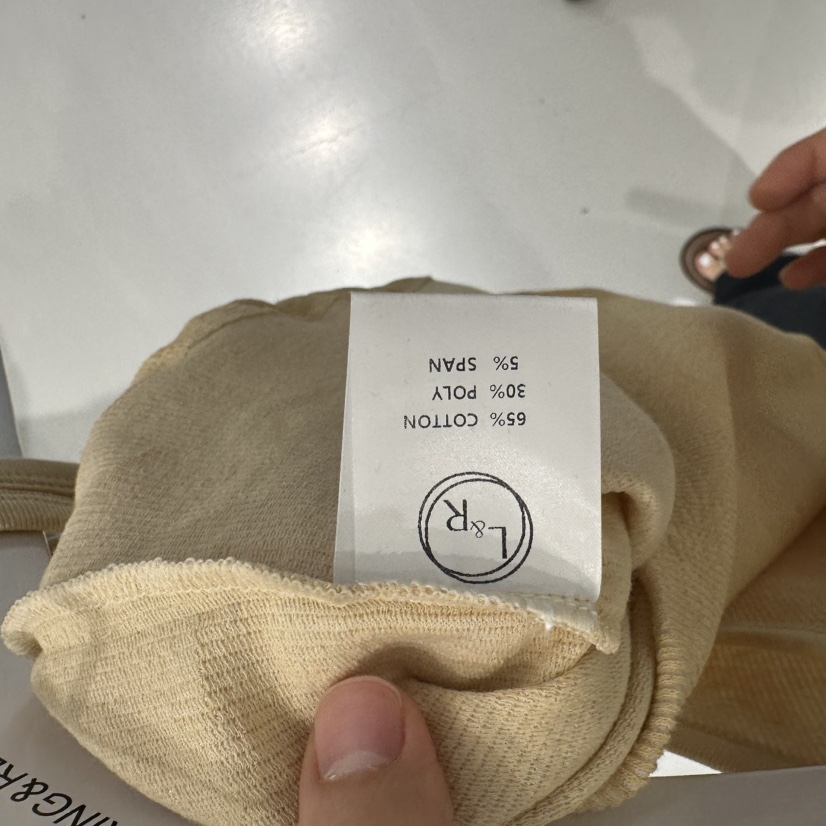 L&R
65% COTTON
30% POLY
5% SPAN